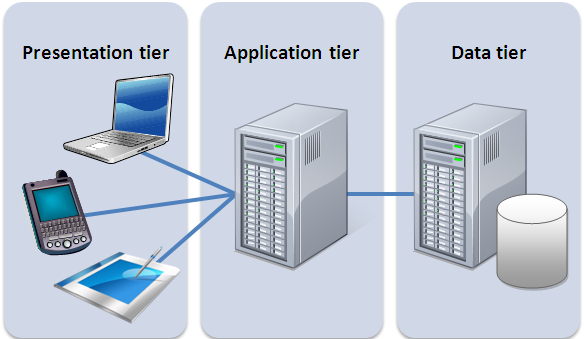 Presentation tier
Application tier
Data tier